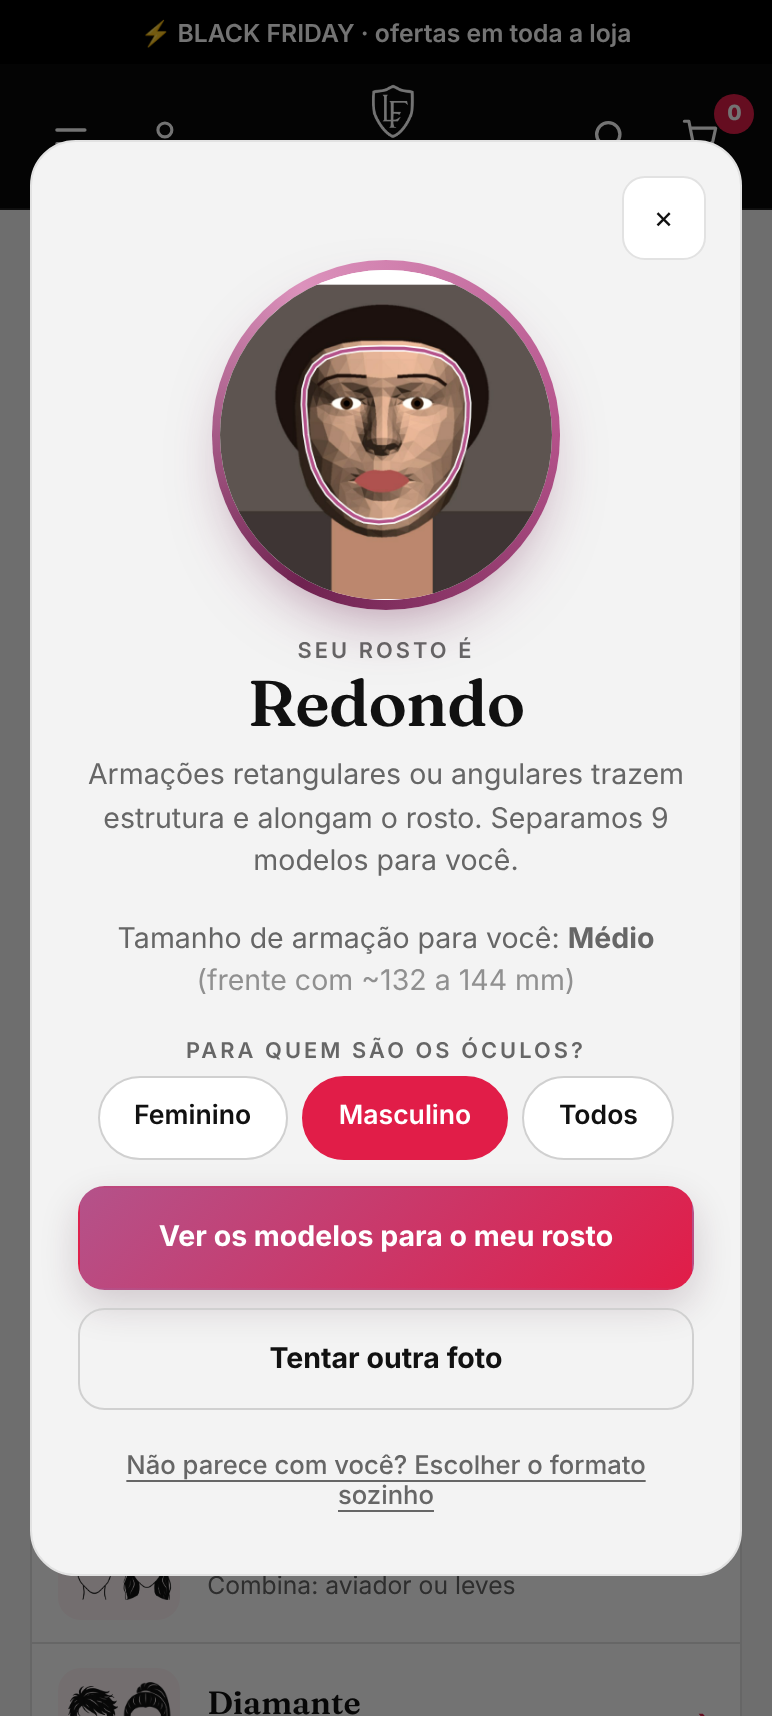 ⚡ BLACK FRIDAY · ofertas em toda a loja
LF
0
×
SEU ROSTO É
Redondo
Armações retangulares ou angulares trazem
estrutura e alongam o rosto. Separamos 9
modelos para você.
Tamanho de armação para você: Médio
(frente com ~132 a 144 mm)
PARA QUEM SÃO OS ÓCULOS?
Feminino Masculino Todos
Ver os modelos para o meu rosto
Tentar outra foto
Não parece com você? Escolher o formato
sozinho
Combina: aviador ou leves
Diamante